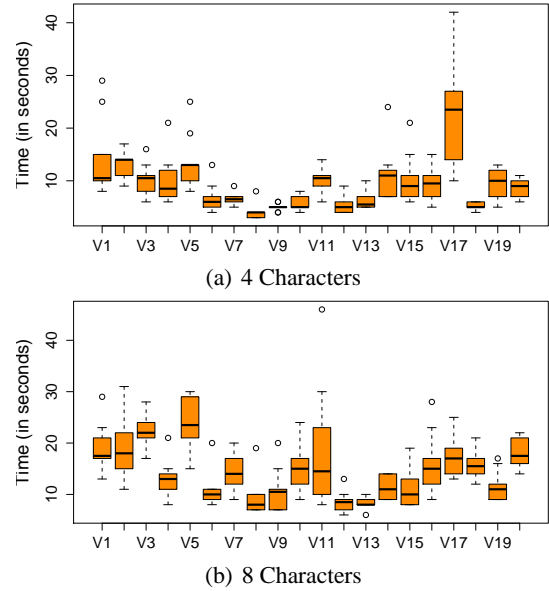 Time (in seconds)
40
30
20
10
V1 V3 V5 V7 V9 V11 V13 V15 V17 V19
(a) 4 Characters
Time (in seconds)
40
30
20
10
V1 V3 V5 V7 V9 V11 V13 V15 V17 V19
(b) 8 Characters